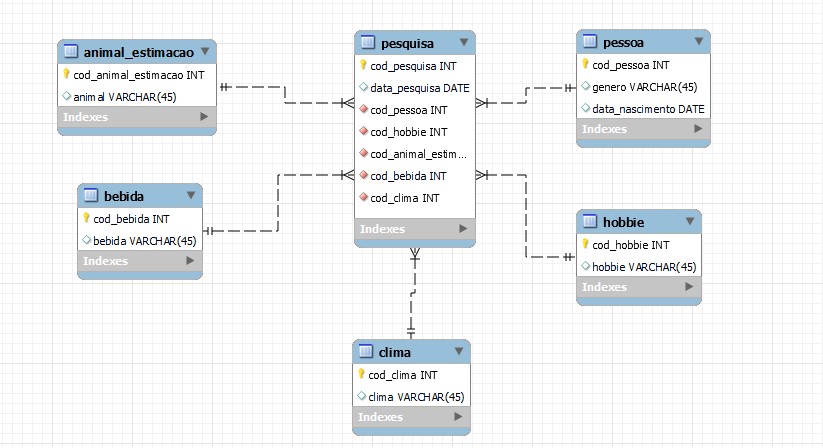 animal_estimacao
cod_animal_estimacao INT
animal VARCHAR(45)
Indexes
pesquisa
cod_pesquisa INT
data_pesquisa DATE
cod_pessoa INT
cod_hobbie INT
cod_animal_estim...
cod_bebida INT
cod_clima INT
Indexes
pessoa
cod_pessoa INT
genero VARCHAR(45)
data_nascimento DATE
Indexes
bebida
cod_bebida INT
bebida VARCHAR(45)
Indexes
hobbie
cod_hobbie INT
hobbie VARCHAR(45)
Indexes
clima
cod_clima INT
clima VARCHAR(45)
Indexes